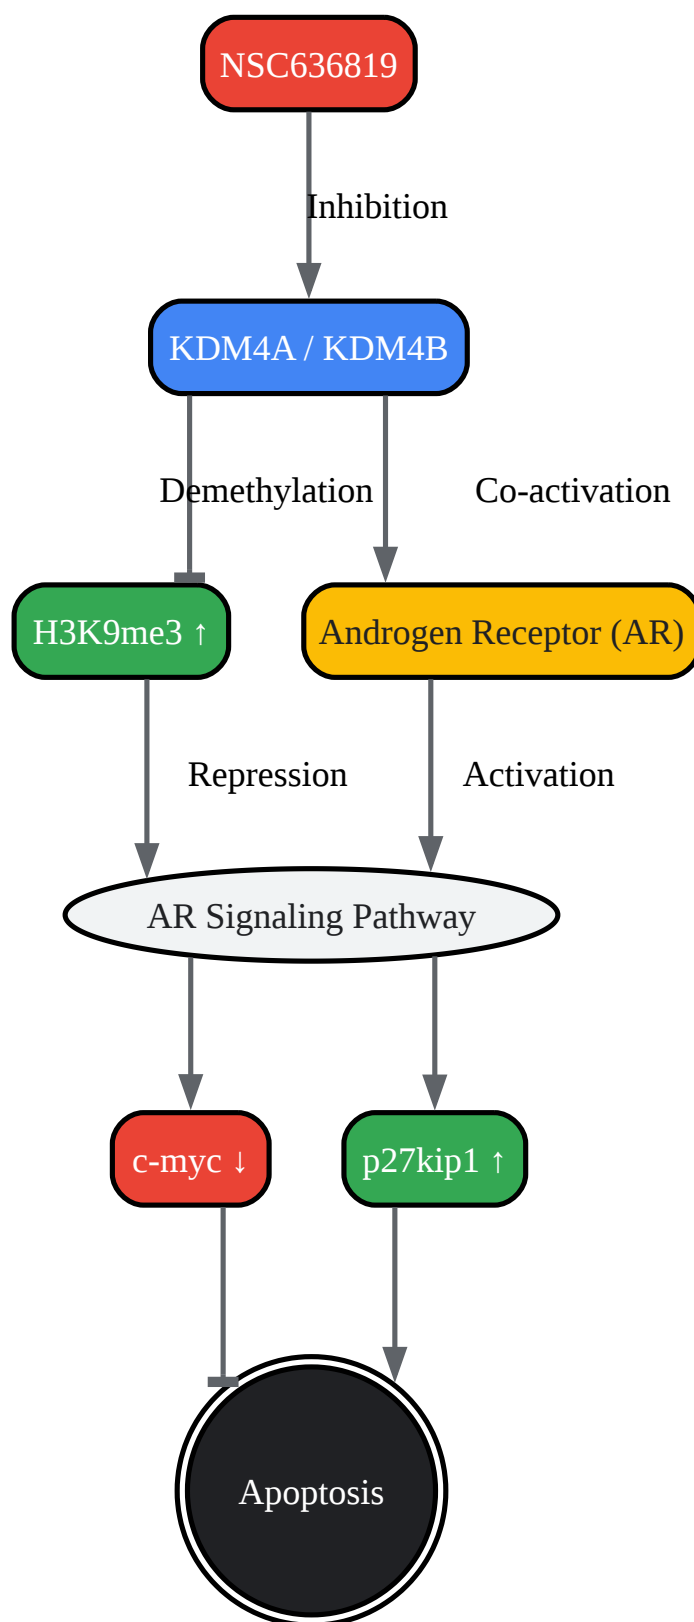 NSC636819
Inhibition
KDM4A / KDM4B
Demethylation
Co-activation
H3K9me3 ↑
Androgen Receptor (AR)
Repression
Activation
AR Signaling Pathway
c-myc ↓
p27kip1 ↑
Apoptosis